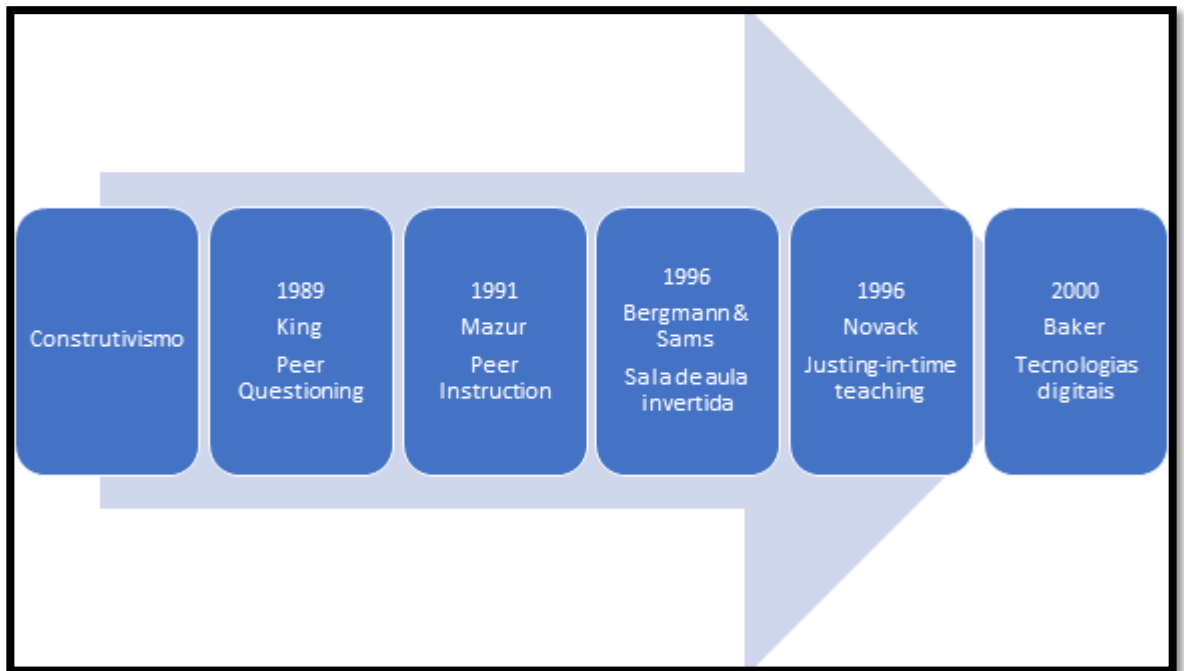 Construtivismo
1989
King
Peer
Questioning
1991
Mazur
Peer
Instruction
1996
Bergmann &
Sams
Sala de aula
invertida
1996
Novack
Justing-in-time
teaching
2000
Baker
Tecnologias
digitais